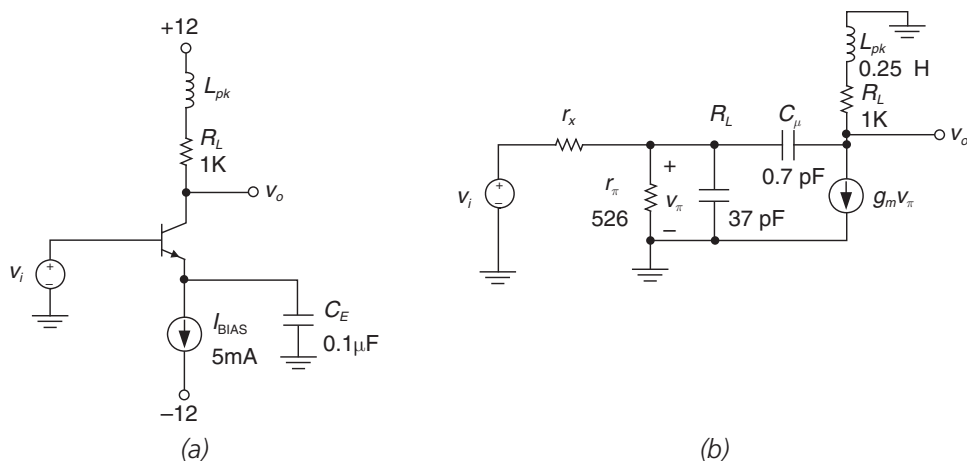 +12
L_pk
R_L
1K
v_o
v_i
+
−
I_BIAS
5mA
C_E
0.1μF
−12
(a)
L_pk
0.25 H
R_L
1K
v_o
r_x
R_L
C_μ
0.7 pF
v_i
+
−
r_π
526
+
v_π
−
37 pF
g_m v_π
(b)